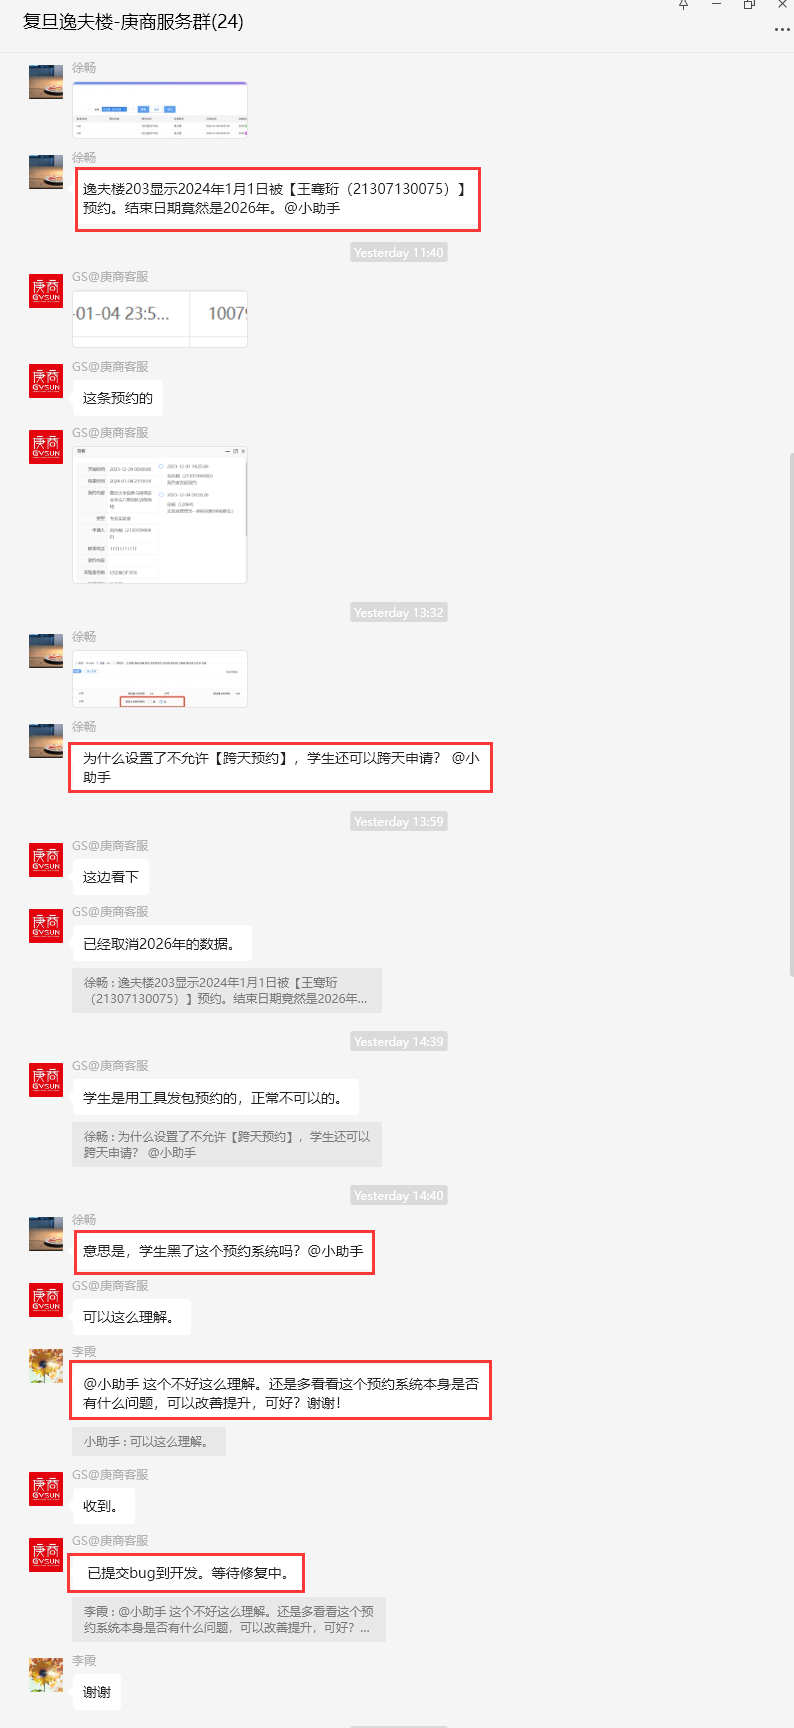 复旦逸夫楼-庚商服务群(24)
徐畅
徐畅
逸夫楼203显示2024年1月1日被【王骞珩（21307130075）】
预约。结束日期竟然是2026年。@小助手
Yesterday 11:40
GS@庚商客服
-01-04 23:5...
1007
GS@庚商客服
这条预约的
GS@庚商客服
Yesterday 13:32
徐畅
徐畅
为什么设置了不允许【跨天预约】，学生还可以跨天申请？ @小
助手
Yesterday 13:59
GS@庚商客服
这边看下
GS@庚商客服
已经取消2026年的数据。
徐畅 : 逸夫楼203显示2024年1月1日被【王骞珩
（21307130075）】预约。结束日期竟然是2026年...
Yesterday 14:39
GS@庚商客服
学生是用工具发包预约的，正常不可以的。
徐畅 : 为什么设置了不允许【跨天预约】，学生还可以
跨天申请？ @小助手
Yesterday 14:40
徐畅
意思是，学生黑了这个预约系统吗？@小助手
GS@庚商客服
可以这么理解。
李霞
@小助手 这个不好这么理解。还是多看看这个预约系统本身是否
有什么问题，可以改善提升，可好？谢谢！
小助手 : 可以这么理解。
GS@庚商客服
收到。
GS@庚商客服
已提交bug到开发。等待修复中。
李霞 : @小助手 这个不好这么理解。还是多看看这个预
约系统本身是否有什么问题，可以改善提升，可好？...
李霞
谢谢